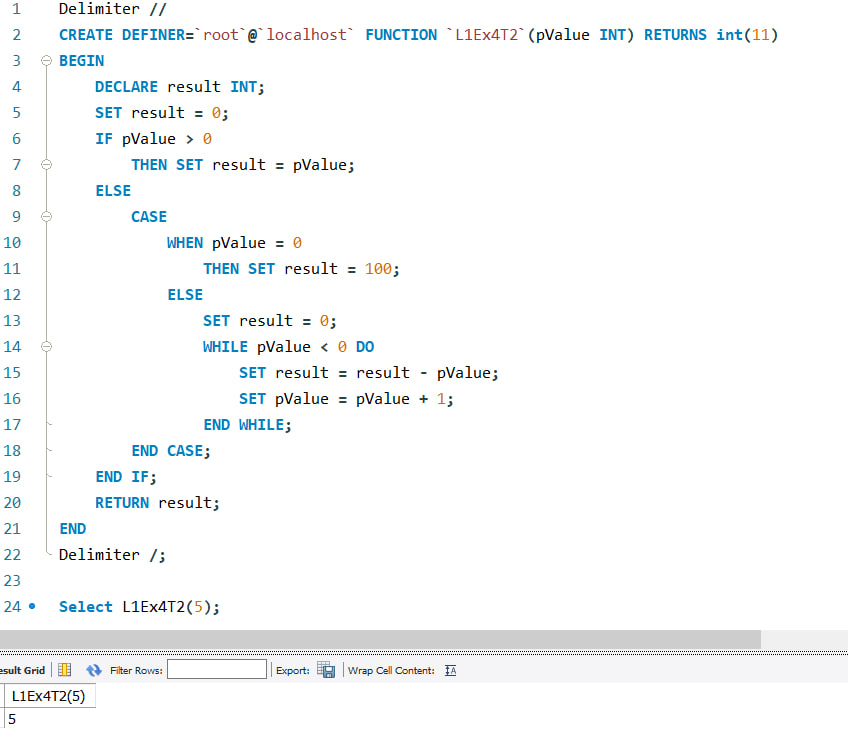 1 Delimiter //
2 CREATE DEFINER=`root`@`localhost` FUNCTION `L1Ex4T2`(pValue INT) RETURNS int(11)
3 BEGIN
4 DECLARE result INT;
5 SET result = 0;
6 IF pValue > 0
7 THEN SET result = pValue;
8 ELSE
9 CASE
10 WHEN pValue = 0
11 THEN SET result = 100;
12 ELSE
13 SET result = 0;
14 WHILE pValue < 0 DO
15 SET result = result - pValue;
16 SET pValue = pValue + 1;
17 END WHILE;
18 END CASE;
19 END IF;
20 RETURN result;
21 END
22 Delimiter /;
23
24 Select L1Ex4T2(5);
esult Grid Filter Rows: Export: Wrap Cell Content: IA
L1Ex4T2(5)
5